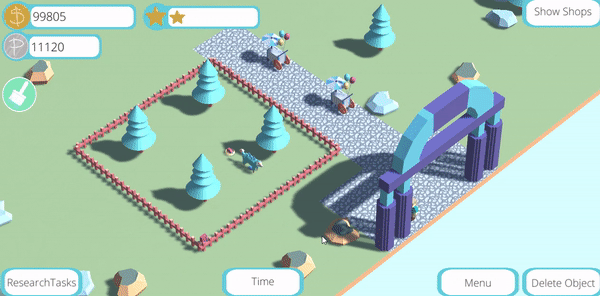 99805
Show Shops
11120
ResearchTasks
Time
Menu
Delete Object